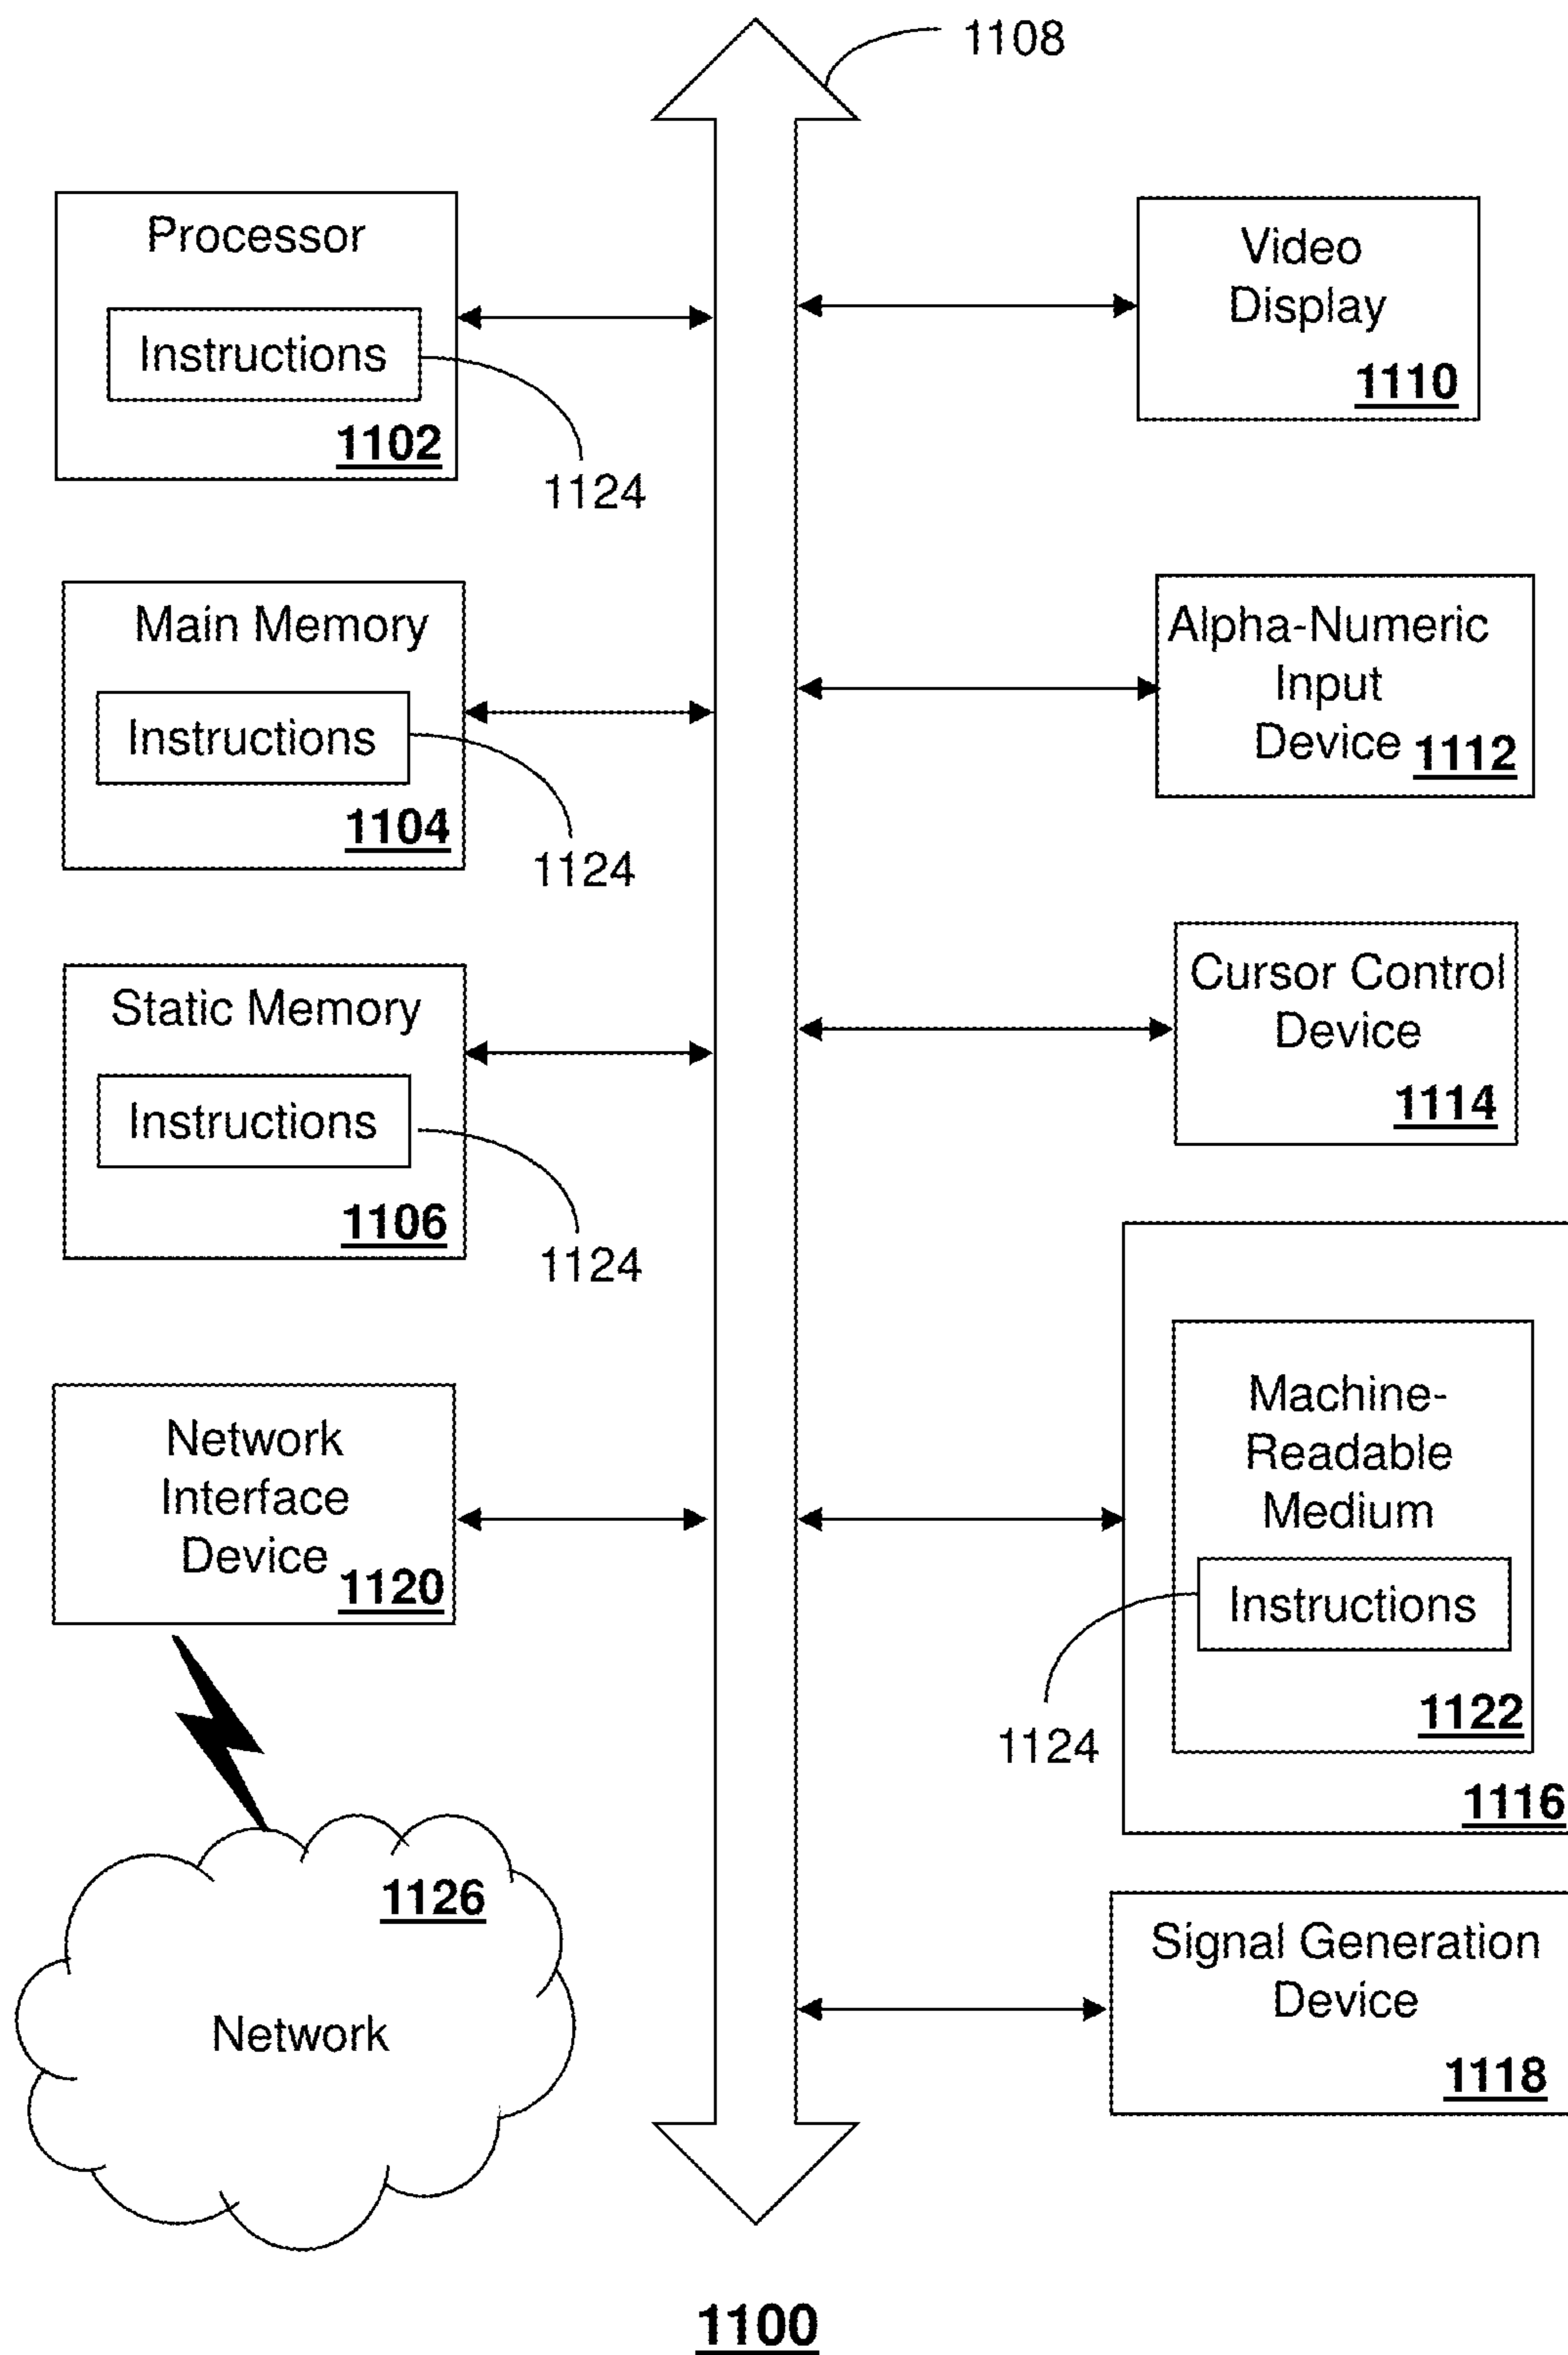 1108
Processor
Instructions
1102
1124
Main Memory
Instructions
1104
1124
Static Memory
Instructions
1106
1124
Network
Interface
Device
1120
1126
Network
Video
Display
1110
Alpha-Numeric
Input
Device 1112
Cursor Control
Device
1114
Machine-
Readable
Medium
Instructions
1122
1124
1116
Signal Generation
Device
1118
1100